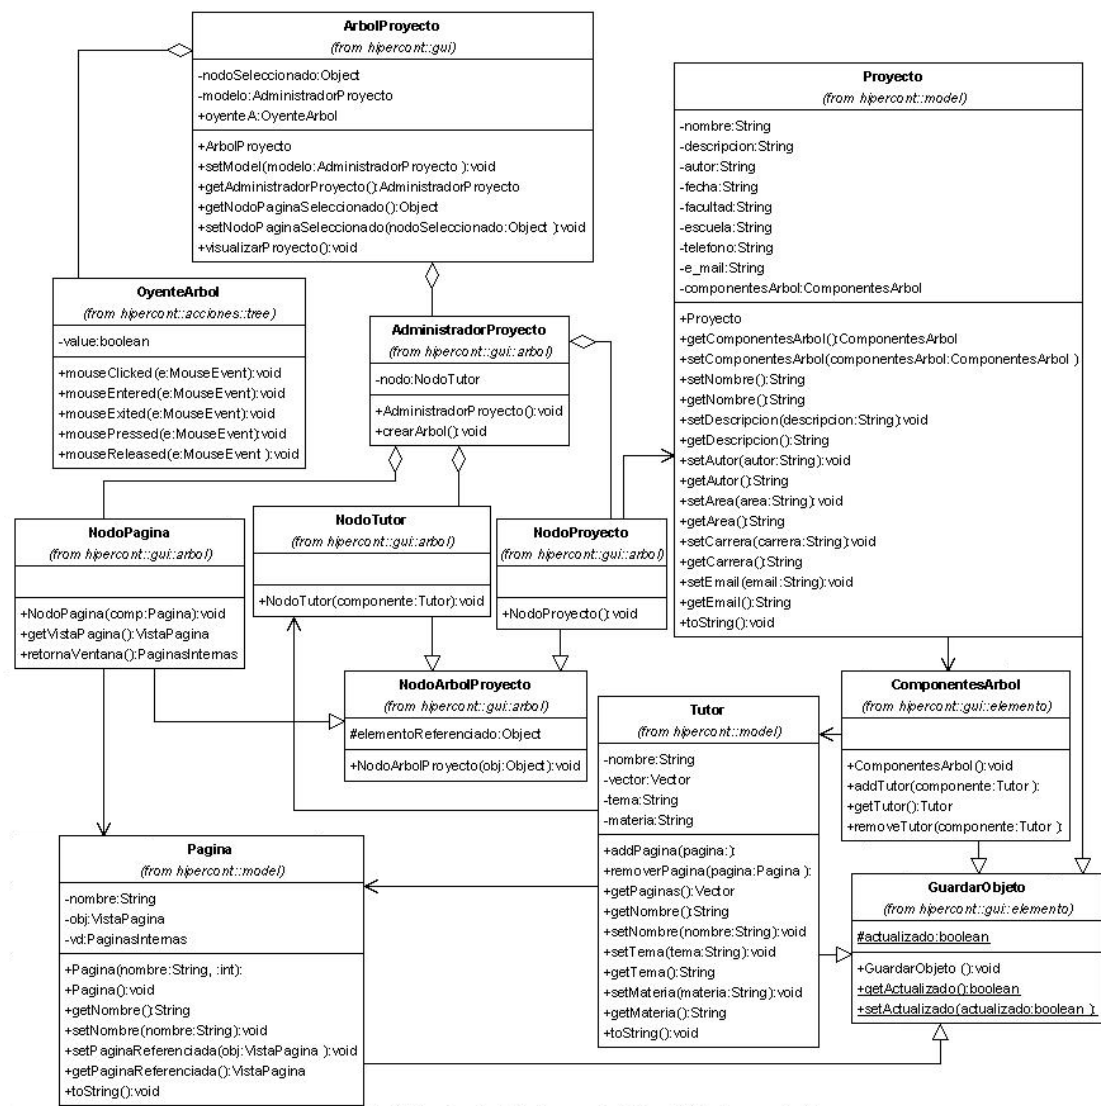 ArbolProyecto
(from hipercont::gui)
-nodoSeleccionado:Object
-modelo:AdministradorProyecto
+oyenteA:OyenteArbol
+ArbolProyecto
+setModel(modelo:AdministradorProyecto ):void
+getAdministradorProyecto():AdministradorProyecto
+getNodoPaginaSeleccionado():Object
+setNodoPaginaSeleccionado(nodoSeleccionado:Object ):void
+visualizarProyecto():void
Proyecto
(from hipercont::model)
-nombre:String
-descripcion:String
-autor:String
-fecha:String
-facultad:String
-escuela:String
-telefono:String
-e_mail:String
-componentesArbol:ComponentesArbol
+Proyecto
+getComponentesArbol():ComponentesArbol
+setComponentesArbol(componentesArbol:ComponentesArbol )
+setNombre():String
+getNombre():String
+setDescripcion(descripcion:String):void
+getDescripcion():String
+setAutor(autor:String):void
+getAutor():String
+setArea(area:String):void
+getArea():String
+setCarrera(carrera:String):void
+getCarrera():String
+setEmail(email:String):void
+getEmail():String
+toString():void
OyenteArbol
(from hipercont::acciones::tree)
-value:boolean
+mouseClicked(e:MouseEvent):void
+mouseEntered(e:MouseEvent):void
+mouseExited(e:MouseEvent):void
+mousePressed(e:MouseEvent):void
+mouseReleased(e:MouseEvent ):void
AdministradorProyecto
(from hipercont::gui::arbol)
-nodo:NodoTutor
+AdministradorProyecto():void
+crearArbol():void
NodoPagina
(from hipercont::gui::arbol)
+NodoPagina(comp:Pagina):void
+getVistaPagina():VistaPagina
+retornaVentana():PaginasInternas
NodoTutor
(from hipercont::gui::arbol)
+NodoTutor(componente:Tutor):void
NodoProyecto
(from hipercont::gui::arbol)
+NodoProyecto():void
NodoArbolProyecto
(from hipercont::gui::arbol)
#elementoReferenciado:Object
+NodoArbolProyecto(obj:Object):void
Tutor
(from hipercont::model)
-nombre:String
-vector:Vector
-tema:String
-materia:String
+addPagina(pagina:):
+removerPagina(pagina:Pagina ):
+getPaginas():Vector
+getNombre():String
+setNombre(nombre:String):void
+setTema(tema:String):void
+getTema():String
+setMateria(materia:String):void
+getMateria():String
+toString():void
ComponentesArbol
(from hipercont::gui::elemento)
+ComponentesArbol():void
+addTutor(componente:Tutor ):
+getTutor():Tutor
+removeTutor(componente:Tutor ):
Pagina
(from hipercont::model)
-nombre:String
-obj:VistaPagina
-vd:PaginasInternas
+Pagina(nombre:String, :int):
+Pagina():void
+getNombre():String
+setNombre(nombre:String):void
+setPaginaReferenciada(obj:VistaPagina ):void
+getPaginaReferenciada():VistaPagina
+toString():void
GuardarObjeto
(from hipercont::gui::elemento)
#actualizado:boolean
+GuardarObjeto ():void
+getActualizado():boolean
+setActualizado(actualizado:boolean ):